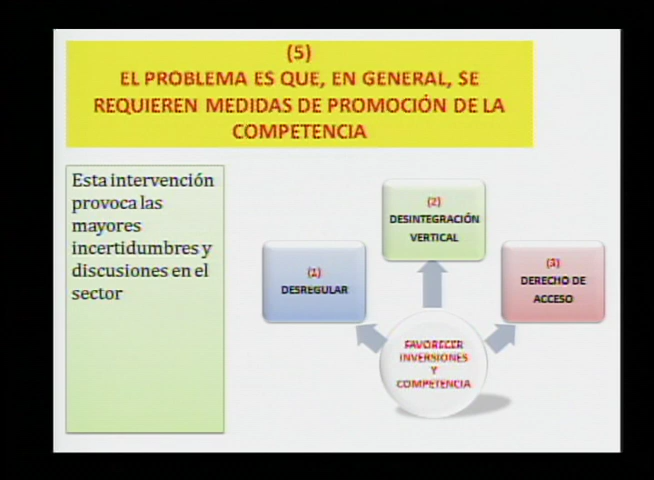 (5)
EL PROBLEMA ES QUE, EN GENERAL, SE
REQUIEREN MEDIDAS DE PROMOCIÓN DE LA
COMPETENCIA
Esta intervención
provoca las
mayores
incertidumbres y
discusiones en el
sector
(1)
DESREGULAR
(2)
DESINTEGRACIÓN
VERTICAL
(3)
DERECHO DE
ACCESO
FAVORECER
INVERSIONES
Y
COMPETENCIA